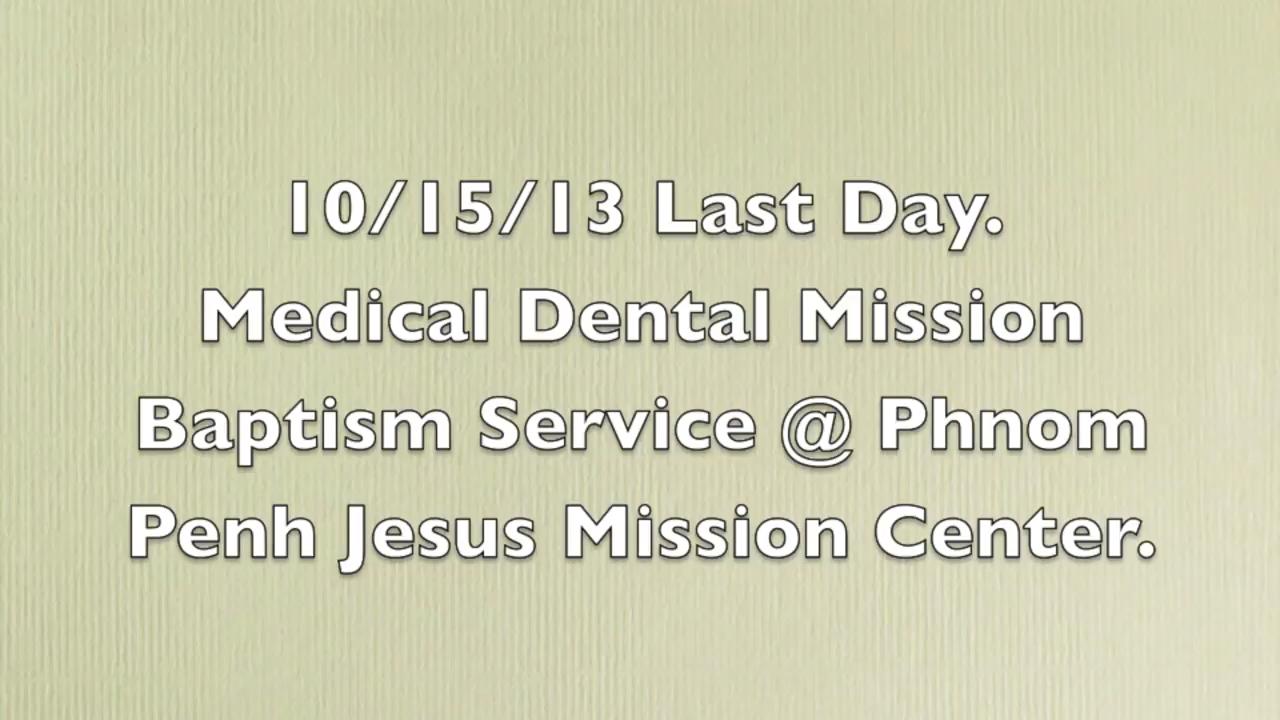 10/15/13 Last Day.
Medical Dental Mission
Baptism Service @ Phnom
Penh Jesus Mission Center.